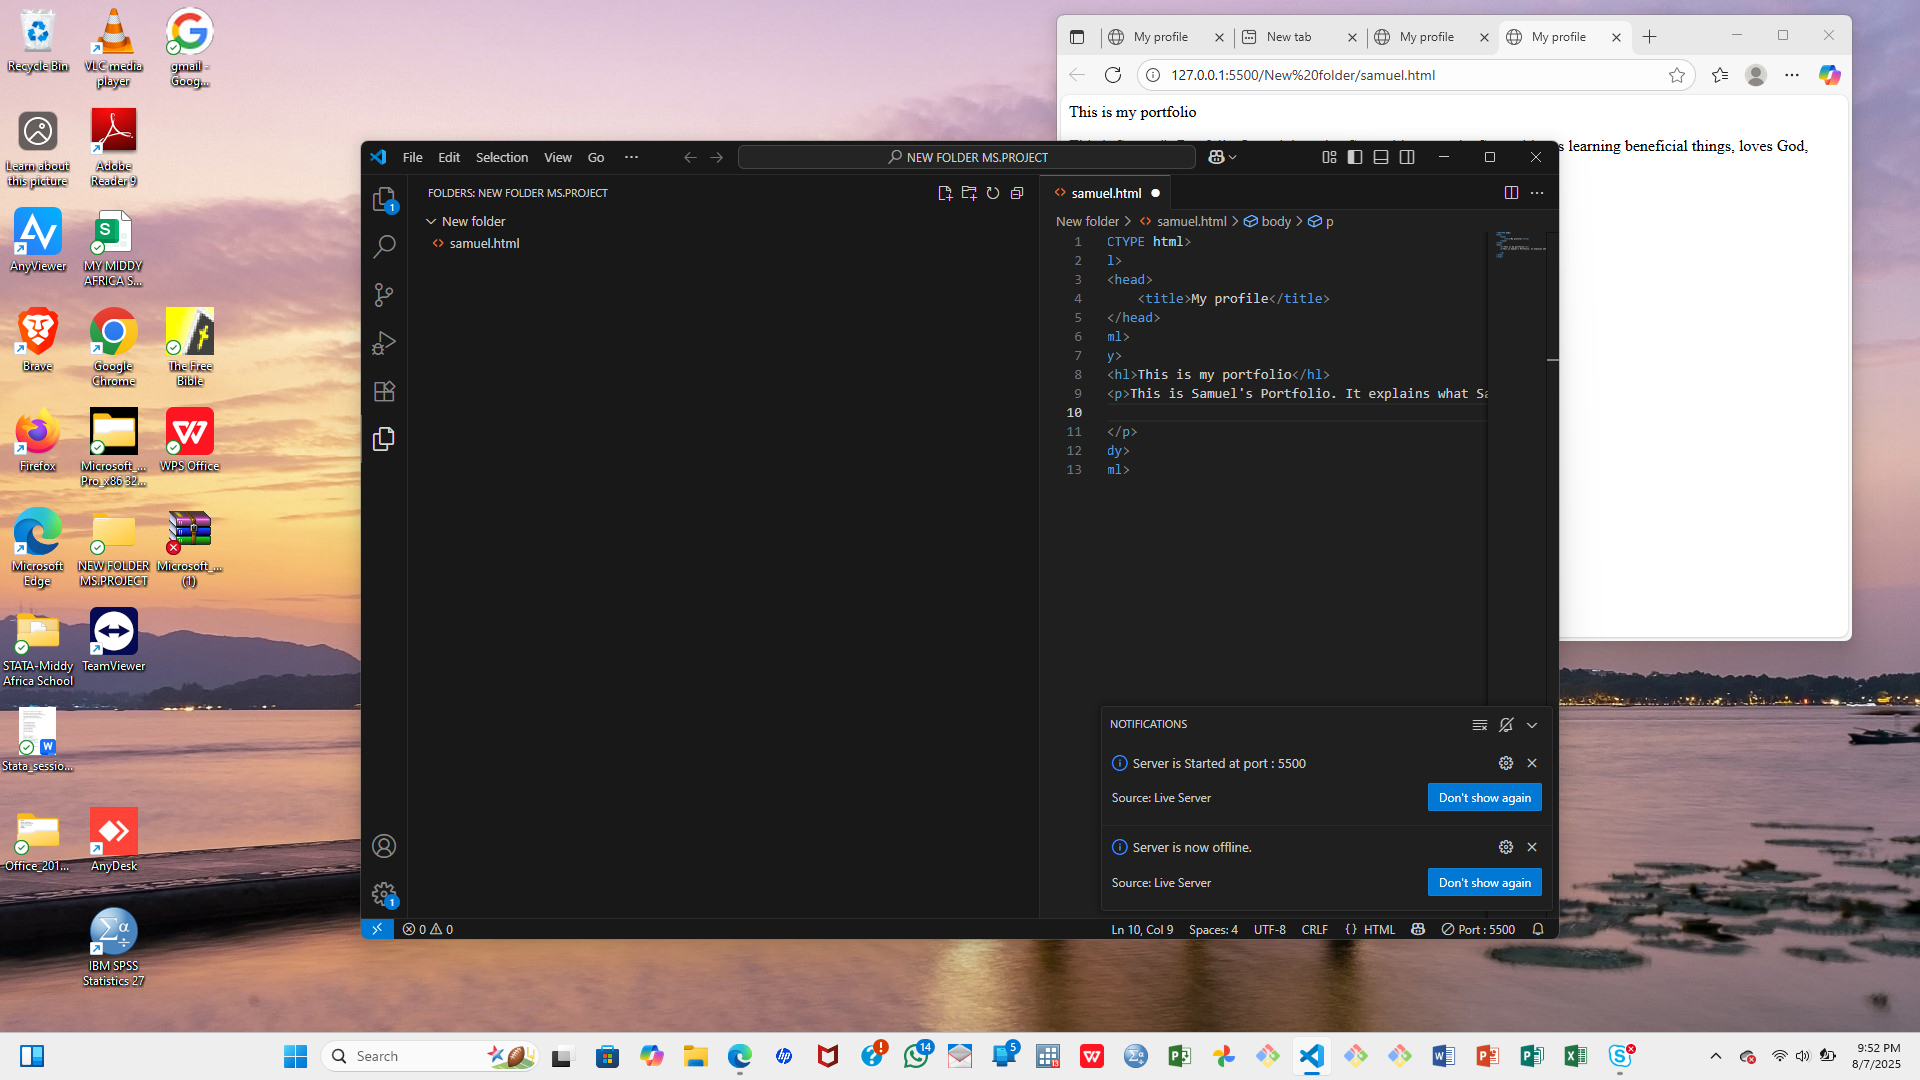 Recycle Bin
VLC media player
gmail - Goog...
Learn about this picture
Adobe Reader 9
AnyViewer
MY MIDDY AFRICA S...
Brave
Google Chrome
The Free Bible
Firefox
Microsoft_... Pro_x86 32...
WPS Office
Microsoft Edge
NEW FOLDER MS.PROJECT
Microsoft_... (1)
STATA-Middy Africa School
TeamViewer
Stata_sessio...
Office_201...
AnyDesk
IBM SPSS Statistics 27
My profile
New tab
My profile
My profile
127.0.0.1:5500/New%20folder/samuel.html
This is my portfolio
s learning beneficial things, loves God,
File Edit Selection View Go
NEW FOLDER MS.PROJECT
FOLDERS: NEW FOLDER MS.PROJECT
New folder
samuel.html
samuel.html
New folder > samuel.html > body > p
1 CTYPE html>
2 l>
3 <head>
4 <title>My profile</title>
5 </head>
6 ml>
7 y>
8 <hl>This is my portfolio</hl>
9 <p>This is Samuel's Portfolio. It explains what Sa
10
11 </p>
12 dy>
13 ml>
NOTIFICATIONS
Server is Started at port : 5500
Source: Live Server
Don't show again
Server is now offline.
Source: Live Server
Don't show again
1
1
0 0
Ln 10, Col 9 Spaces: 4 UTF-8 CRLF {} HTML Port : 5500
Search
14
5
9:52 PM
8/7/2025